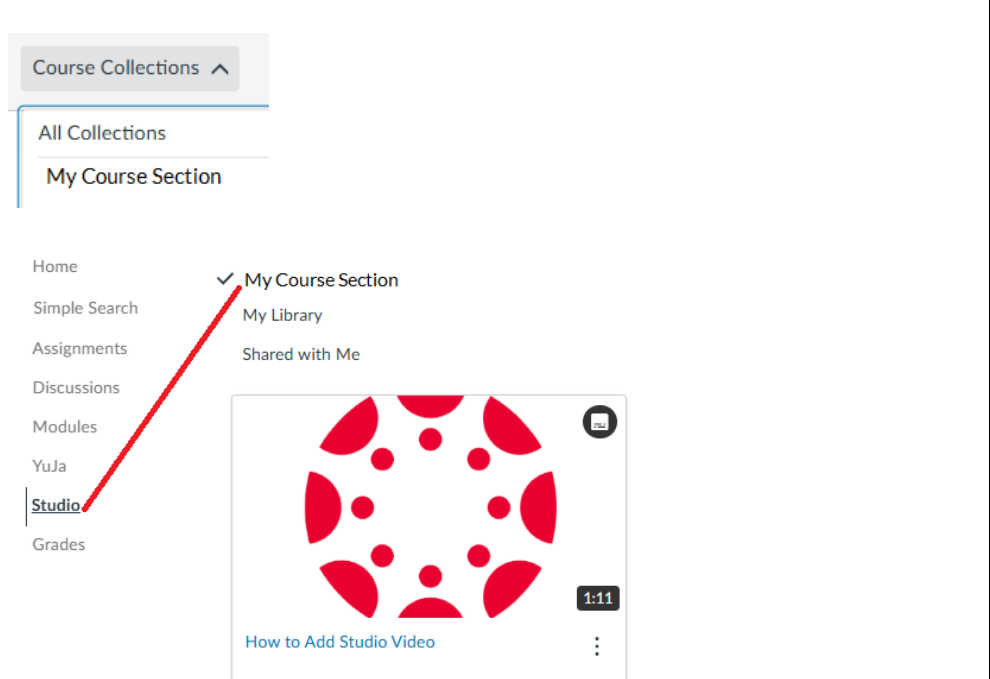 Course Collections
All Collections
My Course Section
Home
Simple Search
Assignments
Discussions
Modules
YuJa
Studio
Grades
My Course Section
My Library
Shared with Me
1:11
How to Add Studio Video